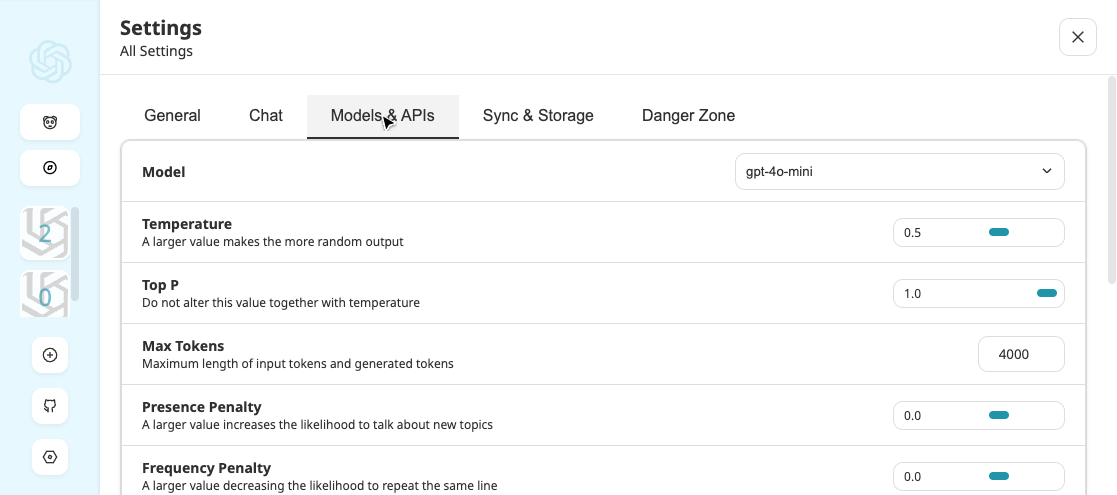 Settings
All Settings
General
Chat
Models & APIs
Sync & Storage
Danger Zone
Model
gpt-4o-mini
Temperature
A larger value makes the more random output
0.5
Top P
Do not alter this value together with temperature
1.0
Max Tokens
Maximum length of input tokens and generated tokens
4000
Presence Penalty
A larger value increases the likelihood to talk about new topics
0.0
Frequency Penalty
A larger value decreasing the likelihood to repeat the same line
0.0
2
0